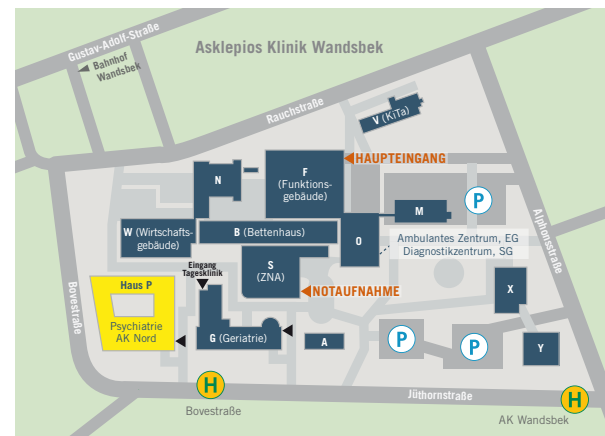 Asklepios Klinik Wandsbek
Gustav-Adolf-Straße
Bahnhof
Wandsbek
Rauchstraße
V (KiTa)
HAUPTEINGANG
F
(Funktions-
gebäude)
N
M
P
Alphonsstraße
W (Wirtschafts-
gebäude)
B (Bettenhaus)
O
Ambulantes Zentrum, EG
Diagnostikzentrum, SG
S
(ZNA)
Eingang
Tagesklinik
NOTAUFNAHME
Haus P
Psychiatrie
AK Nord
Bovestraße
G (Geriatrie)
A
P
P
X
Y
H
Bovestraße
Jüthornstraße
H
AK Wandsbek